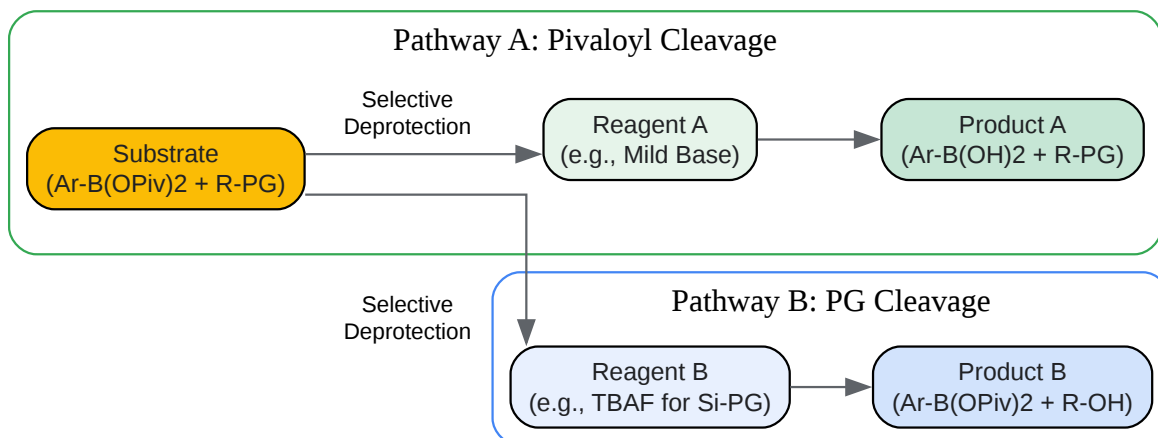 Pathway A: Pivaloyl Cleavage
Selective
Deprotection
Substrate
(Ar-B(OPiv)2 + R-PG)
Reagent A
(e.g., Mild Base)
Product A
(Ar-B(OH)2 + R-PG)
Selective
Deprotection
Pathway B: PG Cleavage
Reagent B
(e.g., TBAF for Si-PG)
Product B
(Ar-B(OPiv)2 + R-OH)